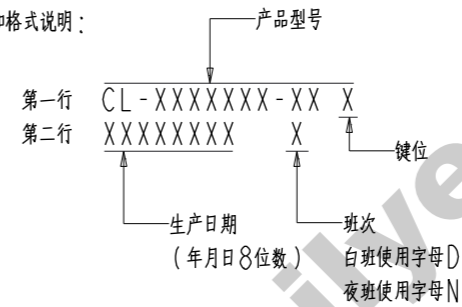 和格式说明：
产品型号
第一行 CL-XXXXXXX-XX X
第二行 XXXXXXXX X
键位
生产日期
（年月日8位数）
班次
白班使用字母D
夜班使用字母N